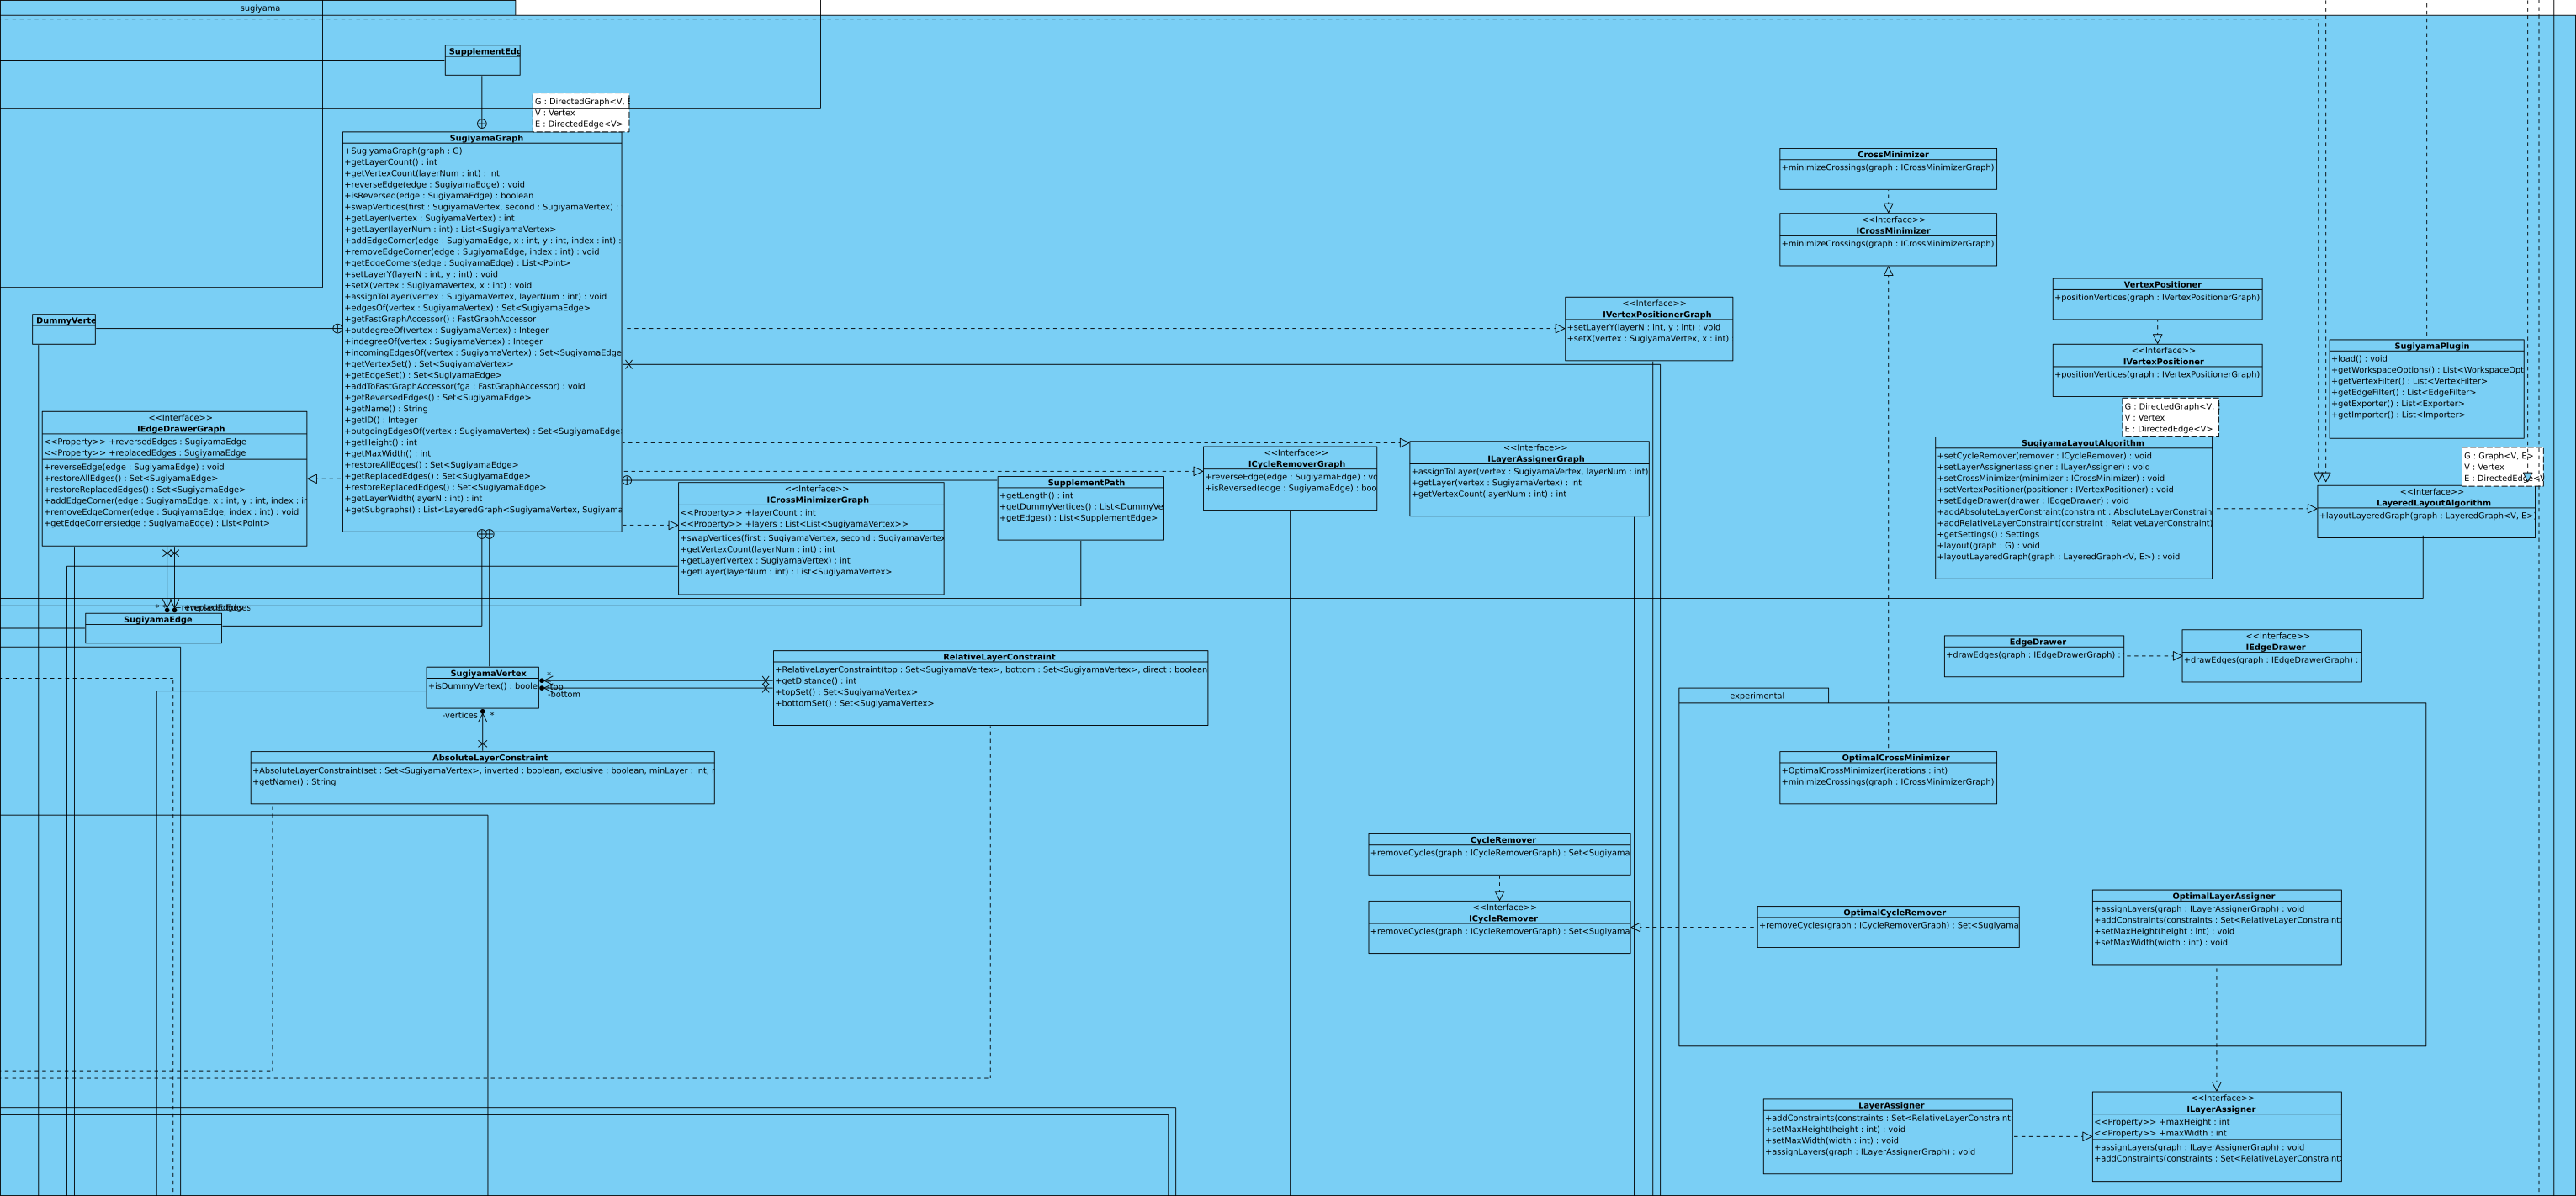 sugiyama
SupplementEdg
G : DirectedGraph<V,
V : Vertex
E : DirectedEdge<V>
SugiyamaGraph
+SugiyamaGraph(graph : G)
+getLayerCount() : int
+getVertexCount(layerNum : int) : int
+reverseEdge(edge : SugiyamaEdge) : void
+isReversed(edge : SugiyamaEdge) : boolean
+swapVertices(first : SugiyamaVertex, second : SugiyamaVertex) :
+getLayer(vertex : SugiyamaVertex) : int
+getLayer(layerNum : int) : List<SugiyamaVertex>
+addEdgeCorner(edge : SugiyamaEdge, x : int, y : int, index : int) :
+removeEdgeCorner(edge : SugiyamaEdge, index : int) : void
+getEdgeCorners(edge : SugiyamaEdge) : List<Point>
+setLayerY(layerN : int, y : int) : void
+setX(vertex : SugiyamaVertex, x : int) : void
+assignToLayer(vertex : SugiyamaVertex, layerNum : int) : void
+edgesOf(vertex : SugiyamaVertex) : Set<SugiyamaEdge>
+getFastGraphAccessor() : FastGraphAccessor
+outdegreeOf(vertex : SugiyamaVertex) : Integer
+indegreeOf(vertex : SugiyamaVertex) : Integer
+incomingEdgesOf(vertex : SugiyamaVertex) : Set<SugiyamaEdge
+getVertexSet() : Set<SugiyamaVertex>
+getEdgeSet() : Set<SugiyamaEdge>
+addToFastGraphAccessor(fga : FastGraphAccessor) : void
+getReversedEdges() : Set<SugiyamaEdge>
+getName() : String
+getID() : Integer
+outgoingEdgesOf(vertex : SugiyamaVertex) : Set<SugiyamaEdge
+getHeight() : int
+getMaxWidth() : int
+restoreAllEdges() : Set<SugiyamaEdge>
+getReplacedEdges() : Set<SugiyamaEdge>
+restoreReplacedEdges() : Set<SugiyamaEdge>
+getLayerWidth(layerN : int) : int
+getSubgraphs() : List<LayeredGraph<SugiyamaVertex, Sugiyama
DummyVerte
<<Interface>>
IEdgeDrawerGraph
<<Property>> +reversedEdges : SugiyamaEdge
<<Property>> +replacedEdges : SugiyamaEdge
+reverseEdge(edge : SugiyamaEdge) : void
+restoreAllEdges() : Set<SugiyamaEdge>
+restoreReplacedEdges() : Set<SugiyamaEdge>
+addEdgeCorner(edge : SugiyamaEdge, x : int, y : int, index : in
+removeEdgeCorner(edge : SugiyamaEdge, index : int) : void
+getEdgeCorners(edge : SugiyamaEdge) : List<Point>
*
SugiyamaEdge
<<Interface>>
ICrossMinimizerGraph
<<Property>> +layerCount : int
<<Property>> +layers : List<List<SugiyamaVertex>>
+swapVertices(first : SugiyamaVertex, second : SugiyamaVertex
+getVertexCount(layerNum : int) : int
+getLayer(vertex : SugiyamaVertex) : int
+getLayer(layerNum : int) : List<SugiyamaVertex>
SupplementPath
+getLength() : int
+getDummyVertices() : List<DummyVe
+getEdges() : List<SupplementEdge>
<<Interface>>
ICycleRemoverGraph
+reverseEdge(edge : SugiyamaEdge) : vo
+isReversed(edge : SugiyamaEdge) : boo
<<Interface>>
ILayerAssignerGraph
+assignToLayer(vertex : SugiyamaVertex, layerNum : int)
+getLayer(vertex : SugiyamaVertex) : int
+getVertexCount(layerNum : int) : int
<<Interface>>
IVertexPositionerGraph
+setLayerY(layerN : int, y : int) : void
+setX(vertex : SugiyamaVertex, x : int)
CrossMinimizer
+minimizeCrossings(graph : ICrossMinimizerGraph)
<<Interface>>
ICrossMinimizer
+minimizeCrossings(graph : ICrossMinimizerGraph)
VertexPositioner
+positionVertices(graph : IVertexPositionerGraph)
<<Interface>>
IVertexPositioner
+positionVertices(graph : IVertexPositionerGraph)
G : DirectedGraph<V,
V : Vertex
E : DirectedEdge<V>
SugiyamaLayoutAlgorithm
+setCycleRemover(remover : ICycleRemover) : void
+setLayerAssigner(assigner : ILayerAssigner) : void
+setCrossMinimizer(minimizer : ICrossMinimizer) : void
+setVertexPositioner(positioner : IVertexPositioner) : void
+setEdgeDrawer(drawer : IEdgeDrawer) : void
+addAbsoluteLayerConstraint(constraint : AbsoluteLayerConstrain
+addRelativeLayerConstraint(constraint : RelativeLayerConstraint)
+getSettings() : Settings
+layout(graph : G) : void
+layoutLayeredGraph(graph : LayeredGraph<V, E>) : void
SugiyamaPlugin
+load() : void
+getWorkspaceOptions() : List<WorkspaceOpt
+getVertexFilter() : List<VertexFilter>
+getEdgeFilter() : List<EdgeFilter>
+getExporter() : List<Exporter>
+getImporter() : List<Importer>
G : Graph<V, E>
V : Vertex
E : DirectedEdge<V
<<Interface>>
LayeredLayoutAlgorithm
+layoutLayeredGraph(graph : LayeredGraph<V, E>
EdgeDrawer
+drawEdges(graph : IEdgeDrawerGraph) :
<<Interface>>
IEdgeDrawer
+drawEdges(graph : IEdgeDrawerGraph) :
SugiyamaVertex
+isDummyVertex() : boole
*
-top
-bottom
-vertices
*
RelativeLayerConstraint
+RelativeLayerConstraint(top : Set<SugiyamaVertex>, bottom : Set<SugiyamaVertex>, direct : boolean
+getDistance() : int
+topSet() : Set<SugiyamaVertex>
+bottomSet() : Set<SugiyamaVertex>
AbsoluteLayerConstraint
+AbsoluteLayerConstraint(set : Set<SugiyamaVertex>, inverted : boolean, exclusive : boolean, minLayer : int, r
+getName() : String
experimental
OptimalCrossMinimizer
+OptimalCrossMinimizer(iterations : int)
+minimizeCrossings(graph : ICrossMinimizerGraph)
CycleRemover
+removeCycles(graph : ICycleRemoverGraph) : Set<Sugiyama
<<Interface>>
ICycleRemover
+removeCycles(graph : ICycleRemoverGraph) : Set<Sugiyama
OptimalCycleRemover
+removeCycles(graph : ICycleRemoverGraph) : Set<Sugiyama
OptimalLayerAssigner
+assignLayers(graph : ILayerAssignerGraph) : void
+addConstraints(constraints : Set<RelativeLayerConstraint
+setMaxHeight(height : int) : void
+setMaxWidth(width : int) : void
LayerAssigner
+addConstraints(constraints : Set<RelativeLayerConstraint
+setMaxHeight(height : int) : void
+setMaxWidth(width : int) : void
+assignLayers(graph : ILayerAssignerGraph) : void
<<Interface>>
ILayerAssigner
<<Property>> +maxHeight : int
<<Property>> +maxWidth : int
+assignLayers(graph : ILayerAssignerGraph) : void
+addConstraints(constraints : Set<RelativeLayerConstraint